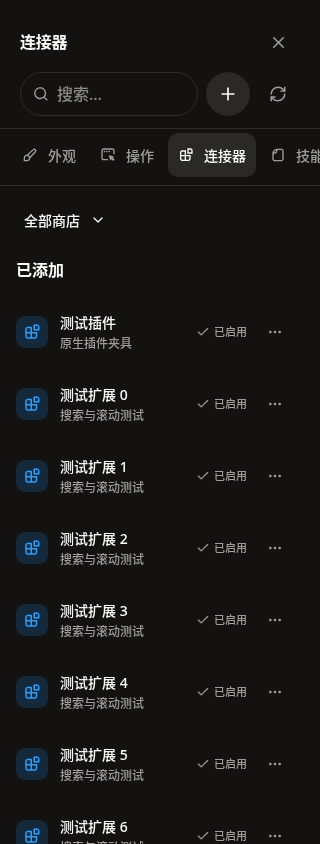 连接器
搜索...
外观
操作
连接器
技能
全部商店
已添加
测试插件
原生插件夹具
已启用
测试扩展 0
搜索与滚动测试
已启用
测试扩展 1
搜索与滚动测试
已启用
测试扩展 2
搜索与滚动测试
已启用
测试扩展 3
搜索与滚动测试
已启用
测试扩展 4
搜索与滚动测试
已启用
测试扩展 5
搜索与滚动测试
已启用
测试扩展 6
已启用